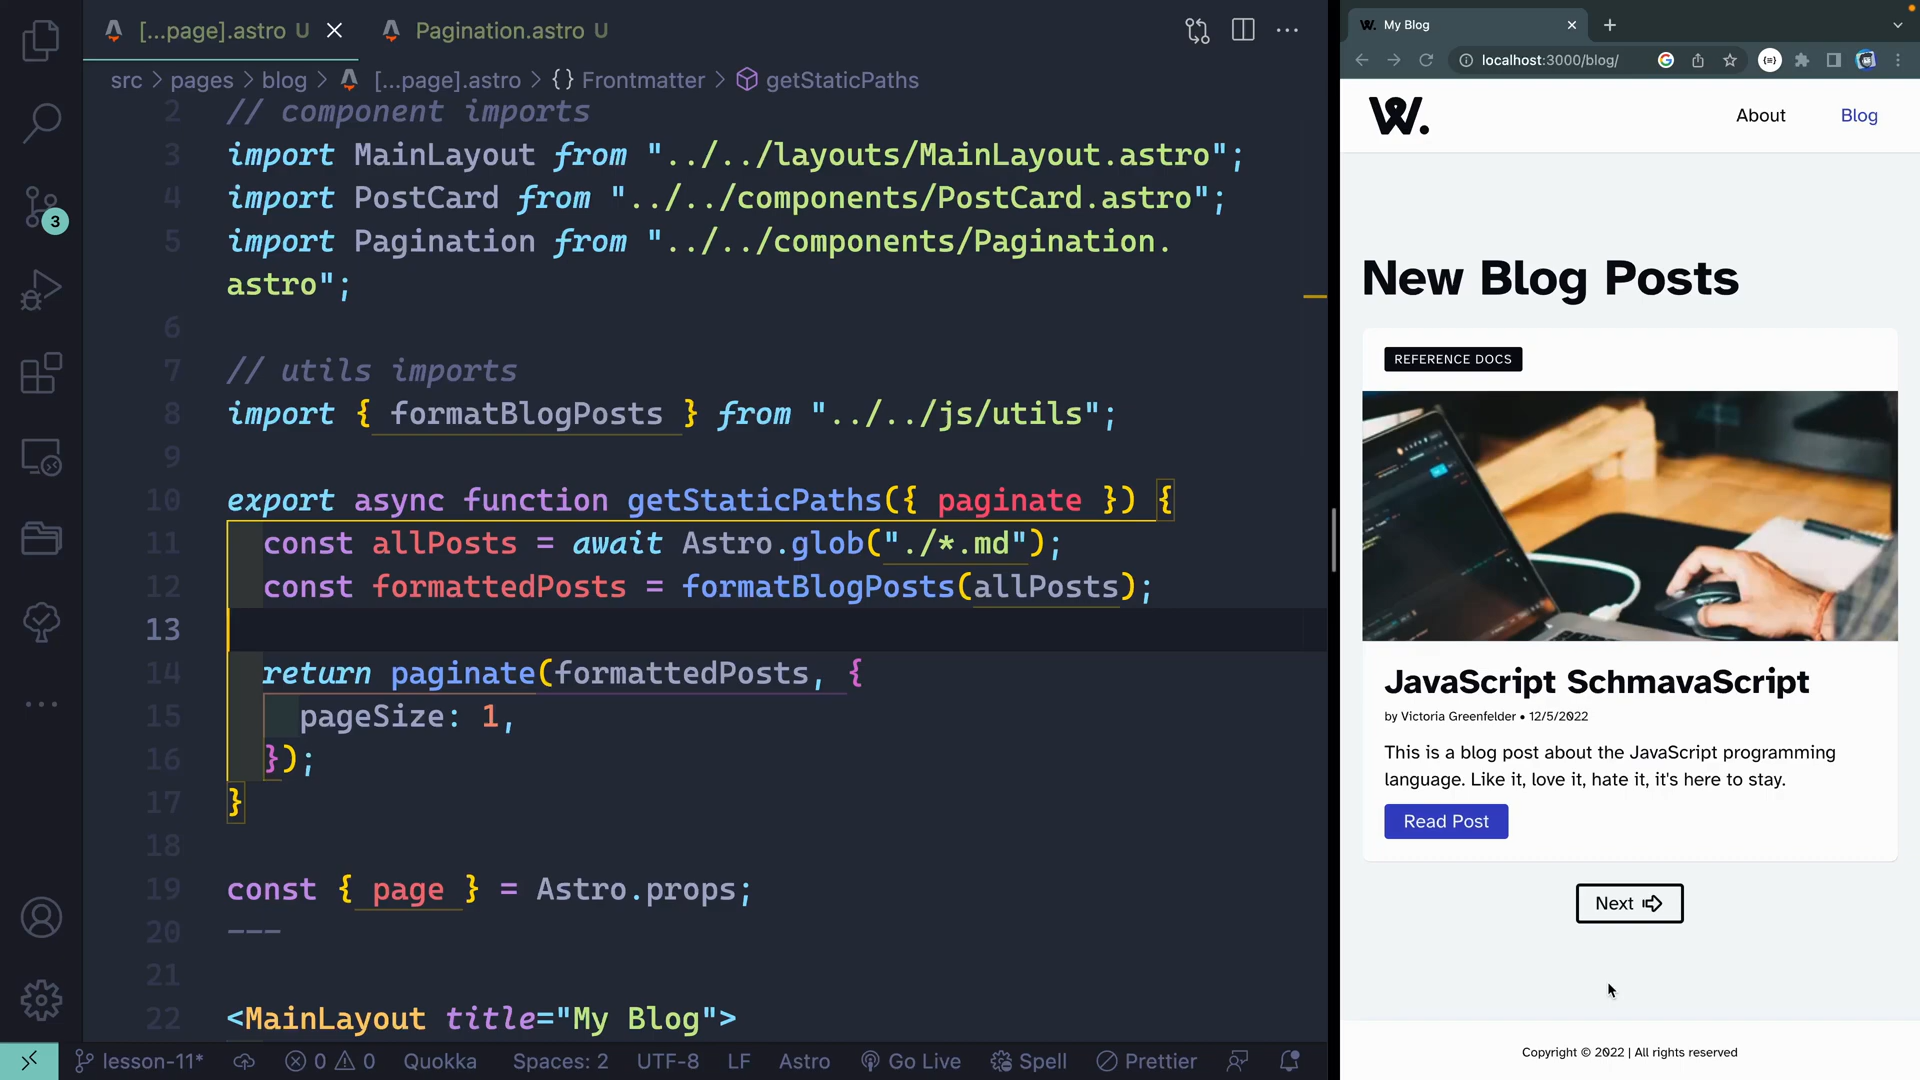 [...page].astro U
Pagination.astro U
src > pages > blog > [...page].astro > {} Frontmatter > getStaticPaths
2 // component imports
3 import MainLayout from "../../layouts/MainLayout.astro";
4 import PostCard from "../../components/PostCard.astro";
5 import Pagination from "../../components/Pagination.
astro";
6
7 // utils imports
8 import { formatBlogPosts } from "../../js/utils";
9
10 export async function getStaticPaths({ paginate }) {
11 const allPosts = await Astro.glob("./*.md");
12 const formattedPosts = formatBlogPosts(allPosts);
13
14 return paginate(formattedPosts, {
15 pageSize: 1,
16 });
17 }
18
19 const { page } = Astro.props;
20 ---
21
22 <MainLayout title="My Blog">
3
lesson-11* 0 0 Quokka Spaces: 2 UTF-8 LF Astro Go Live Spell Prettier
W. My Blog
localhost:3000/blog/
W.
About
Blog
New Blog Posts
REFERENCE DOCS
JavaScript SchmavaScript
by Victoria Greenfelder • 12/5/2022
This is a blog post about the JavaScript programming
language. Like it, love it, hate it, it's here to stay.
Read Post
Next
Copyright © 2022 | All rights reserved